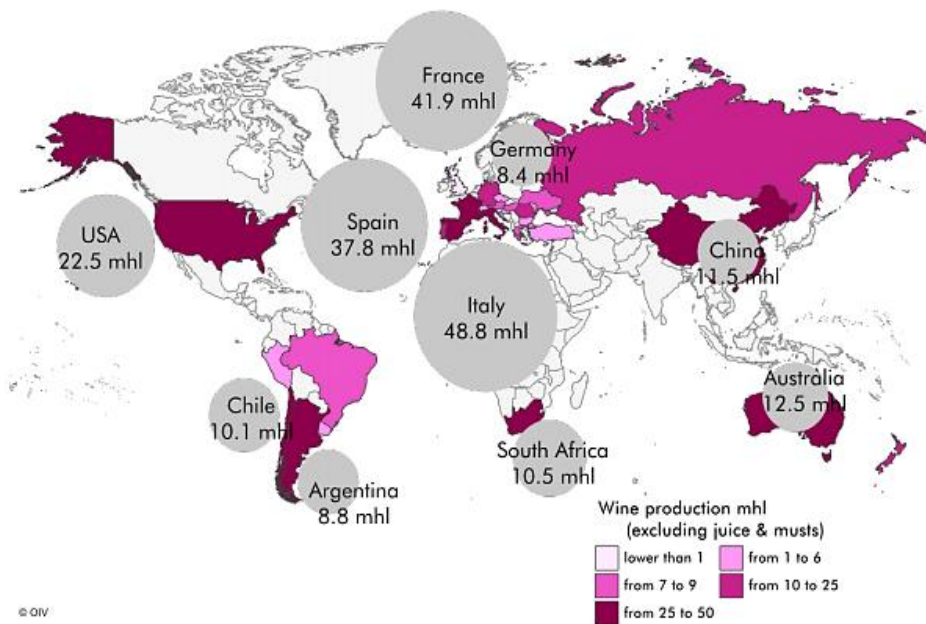 France
41.9 mhl
Germany
8.4 mhl
USA
22.5 mhl
Spain
37.8 mhl
China
11.5 mhl
Italy
48.8 mhl
Chile
10.1 mhl
Australia
12.5 mhl
South Africa
10.5 mhl
Argentina
8.8 mhl
Wine production mhl
(excluding juice & musts)
lower than 1
from 1 to 6
from 7 to 9
from 10 to 25
from 25 to 50
© OIV